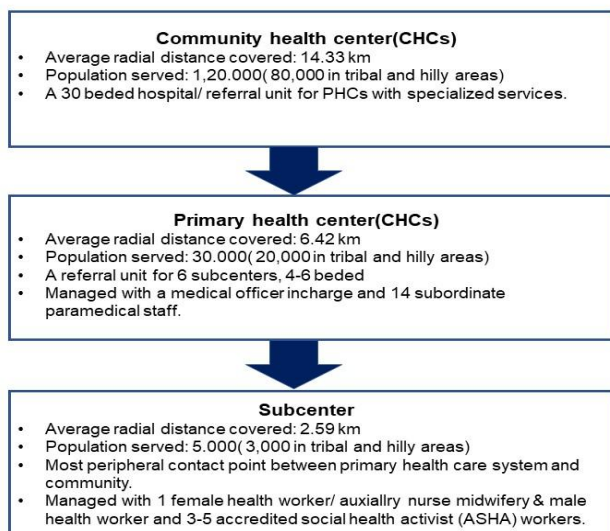 Community health center(CHCs)
• Average radial distance covered: 14.33 km
• Population served: 1,20.000( 80,000 in tribal and hilly areas)
• A 30 beded hospital/ referral unit for PHCs with specialized services.
Primary health center(CHCs)
• Average radial distance covered: 6.42 km
• Population served: 30.000( 20,000 in tribal and hilly areas)
• A referral unit for 6 subcenters, 4-6 beded
• Managed with a medical officer incharge and 14 subordinate
paramedical staff.
Subcenter
• Average radial distance covered: 2.59 km
• Population served: 5.000( 3,000 in tribal and hilly areas)
• Most peripheral contact point between primary health care system and
community.
• Managed with 1 female health worker/ auxiallry nurse midwifery & male
health worker and 3-5 accredited social health activist (ASHA) workers.